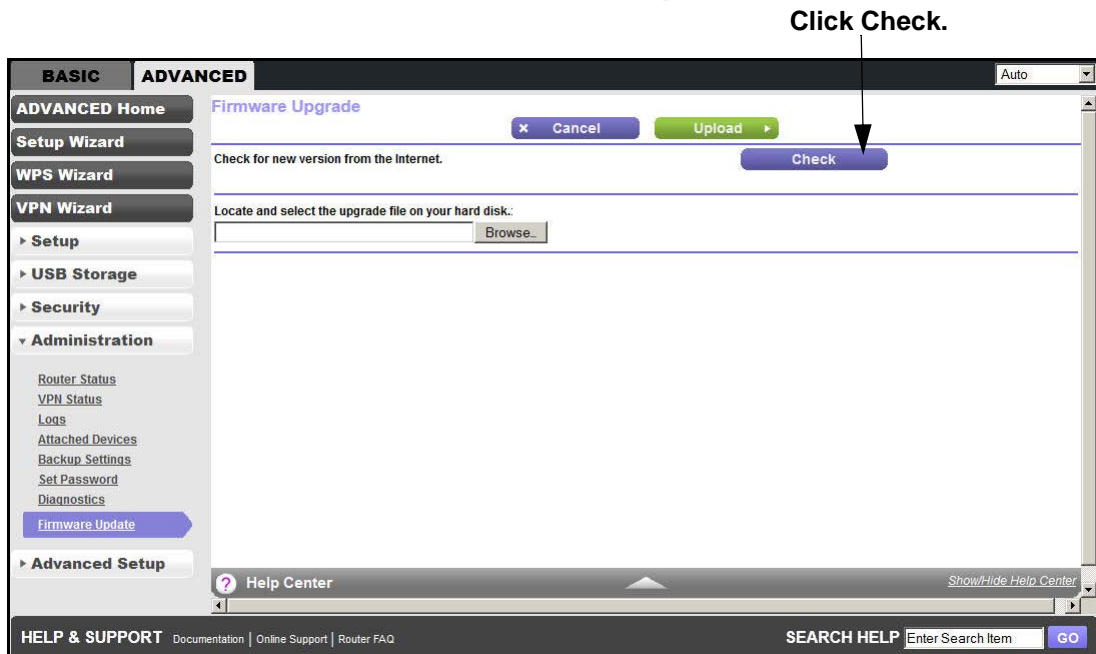 Click Check.
BASIC
ADVANCED
Auto
ADVANCED Home
Setup Wizard
WPS Wizard
VPN Wizard
Setup
USB Storage
Security
Administration
Router Status
VPN Status
Logs
Attached Devices
Backup Settings
Set Password
Diagnostics
Firmware Update
Advanced Setup
Firmware Upgrade
x Cancel
Upload
Check for new version from the Internet.
Check
Locate and select the upgrade file on your hard disk.:
Browse...
? Help Center
Show/Hide Help Center
HELP & SUPPORT Documentation | Online Support | Router FAQ
SEARCH HELP Enter Search Item GO